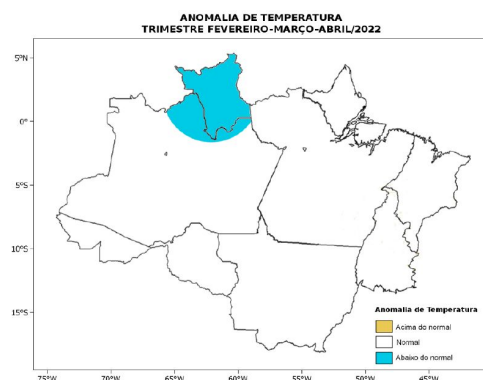 ANOMALIA DE TEMPERATURA
TRIMESTRE FEVEREIRO-MARÇO-ABRIL/2022
5°N
0°
5°S
10°S
15°S
Anomalia de Temperatura
Acima do normal
Normal
Abaixo do normal
75°W 70°W 65°W 60°W 55°W 50°W 45°W